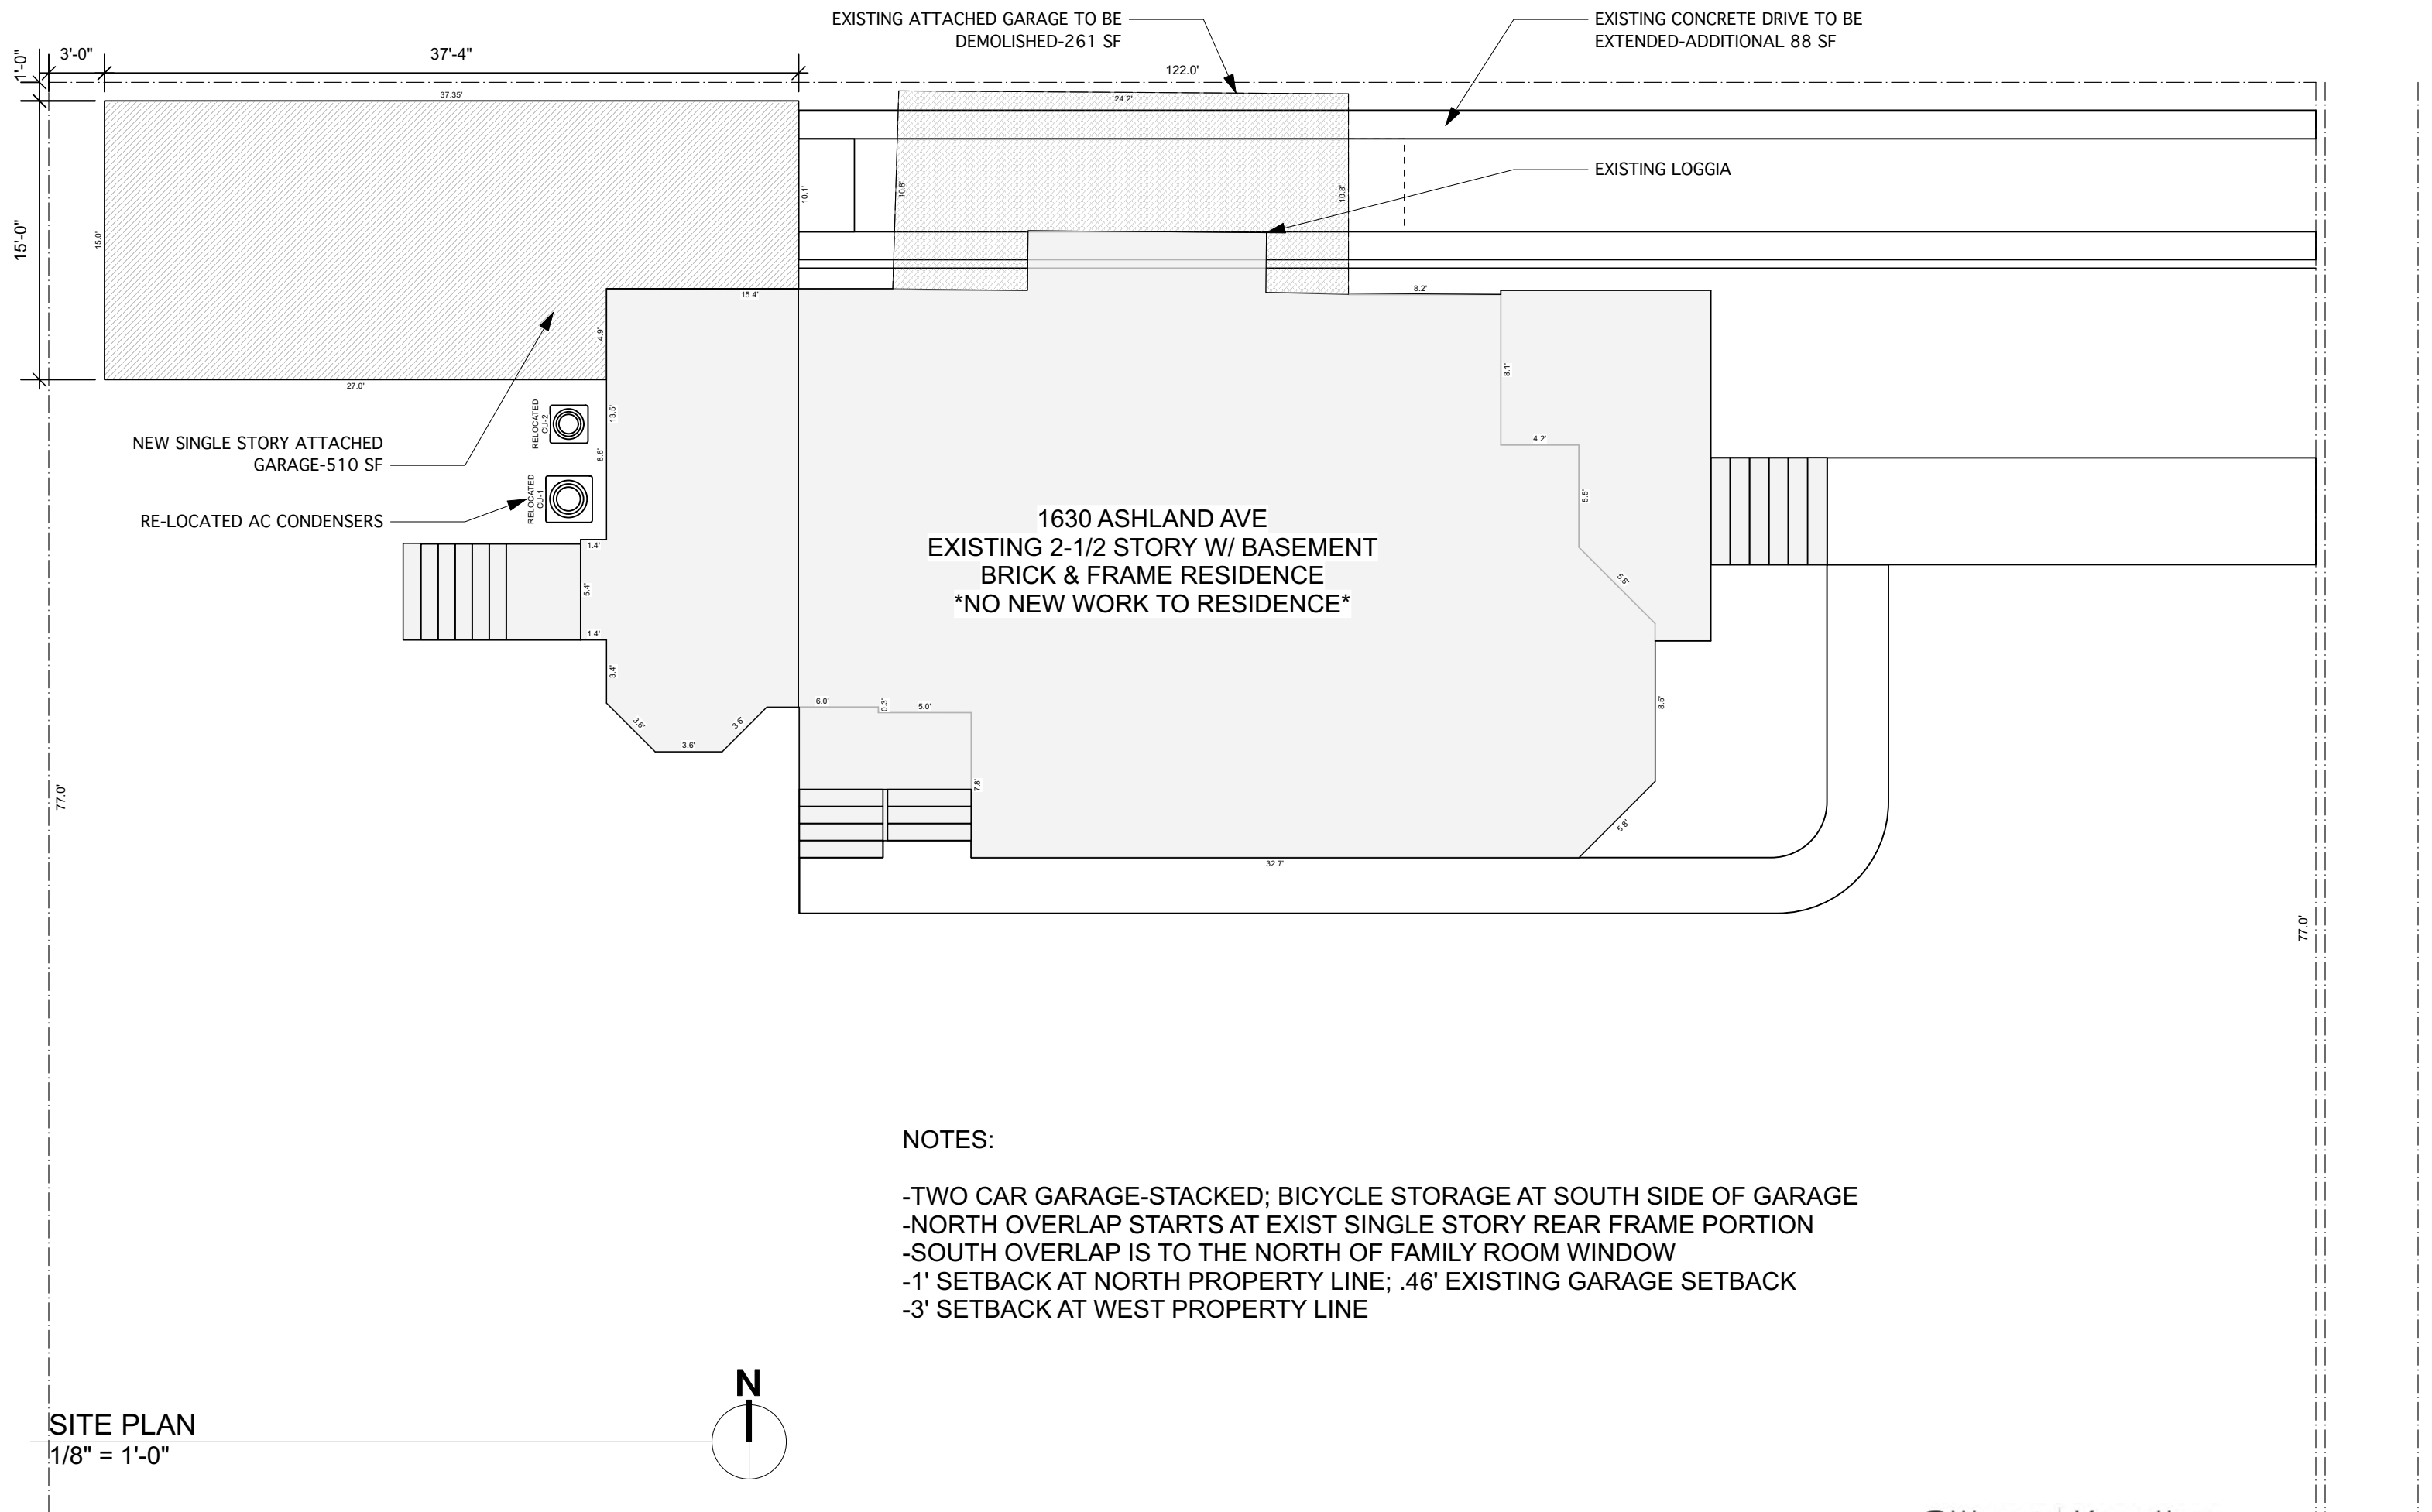 EXISTING ATTACHED GARAGE TO BE
DEMOLISHED-261 SF
EXISTING CONCRETE DRIVE TO BE
EXTENDED-ADDITIONAL 88 SF
1'-0"
3'-0"
37'-4"
122.0'
37.35'
24.2'
EXISTING LOGGIA
10.1'
10.8'
10.8'
15'-0"
15.0'
15.4'
8.2'
4.9'
8.1'
27.0'
RELOCATED
CU-2
13.5'
NEW SINGLE STORY ATTACHED
GARAGE-510 SF
8.6'
4.2'
RELOCATED
CU-1
5.5'
RE-LOCATED AC CONDENSERS
1630 ASHLAND AVE
EXISTING 2-1/2 STORY W/ BASEMENT
BRICK & FRAME RESIDENCE
*NO NEW WORK TO RESIDENCE*
1.4'
5.4'
5.8'
1.4'
3.4'
6.0'
0.3'
5.0'
8.5'
3.6'
3.6'
3.6'
7.8'
77.0'
5.8'
32.7'
77.0'
NOTES:
-TWO CAR GARAGE-STACKED; BICYCLE STORAGE AT SOUTH SIDE OF GARAGE
-NORTH OVERLAP STARTS AT EXIST SINGLE STORY REAR FRAME PORTION
-SOUTH OVERLAP IS TO THE NORTH OF FAMILY ROOM WINDOW
-1' SETBACK AT NORTH PROPERTY LINE; .46' EXISTING GARAGE SETBACK
-3' SETBACK AT WEST PROPERTY LINE
N
SITE PLAN
1/8" = 1'-0"